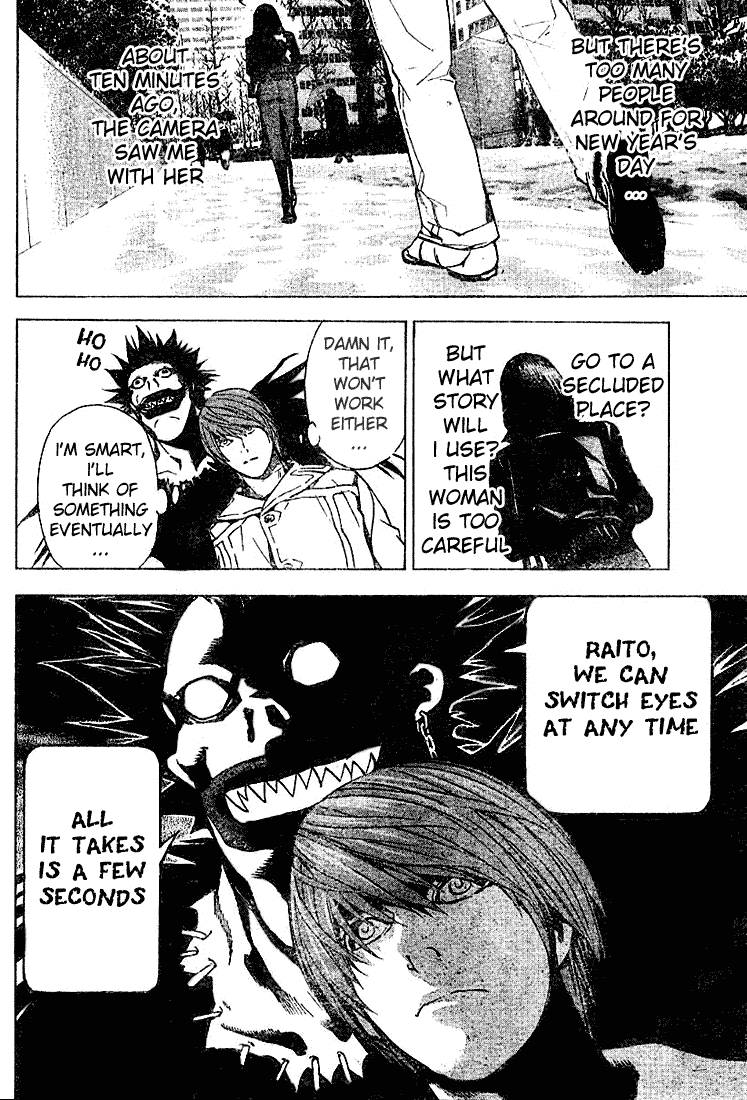 BUT THERE'S
TOO MANY
PEOPLE
AROUND FOR
NEW YEAR'S
DAY
...
ABOUT
TEN MINUTES
AGO,
THE CAMERA
SAW ME
WITH HER
GO TO A
SECLUDED
PLACE?
BUT
WHAT
STORY
WILL
I USE?
THIS
WOMAN
IS TOO
CAREFUL
DAMN IT,
THAT
WON'T
WORK
EITHER
...
HO
HO
I'M SMART,
I'LL
THINK OF
SOMETHING
EVENTUALLY
...
RAITO,
WE CAN
SWITCH EYES
AT ANY TIME
ALL
IT TAKES
IS A FEW
SECONDS